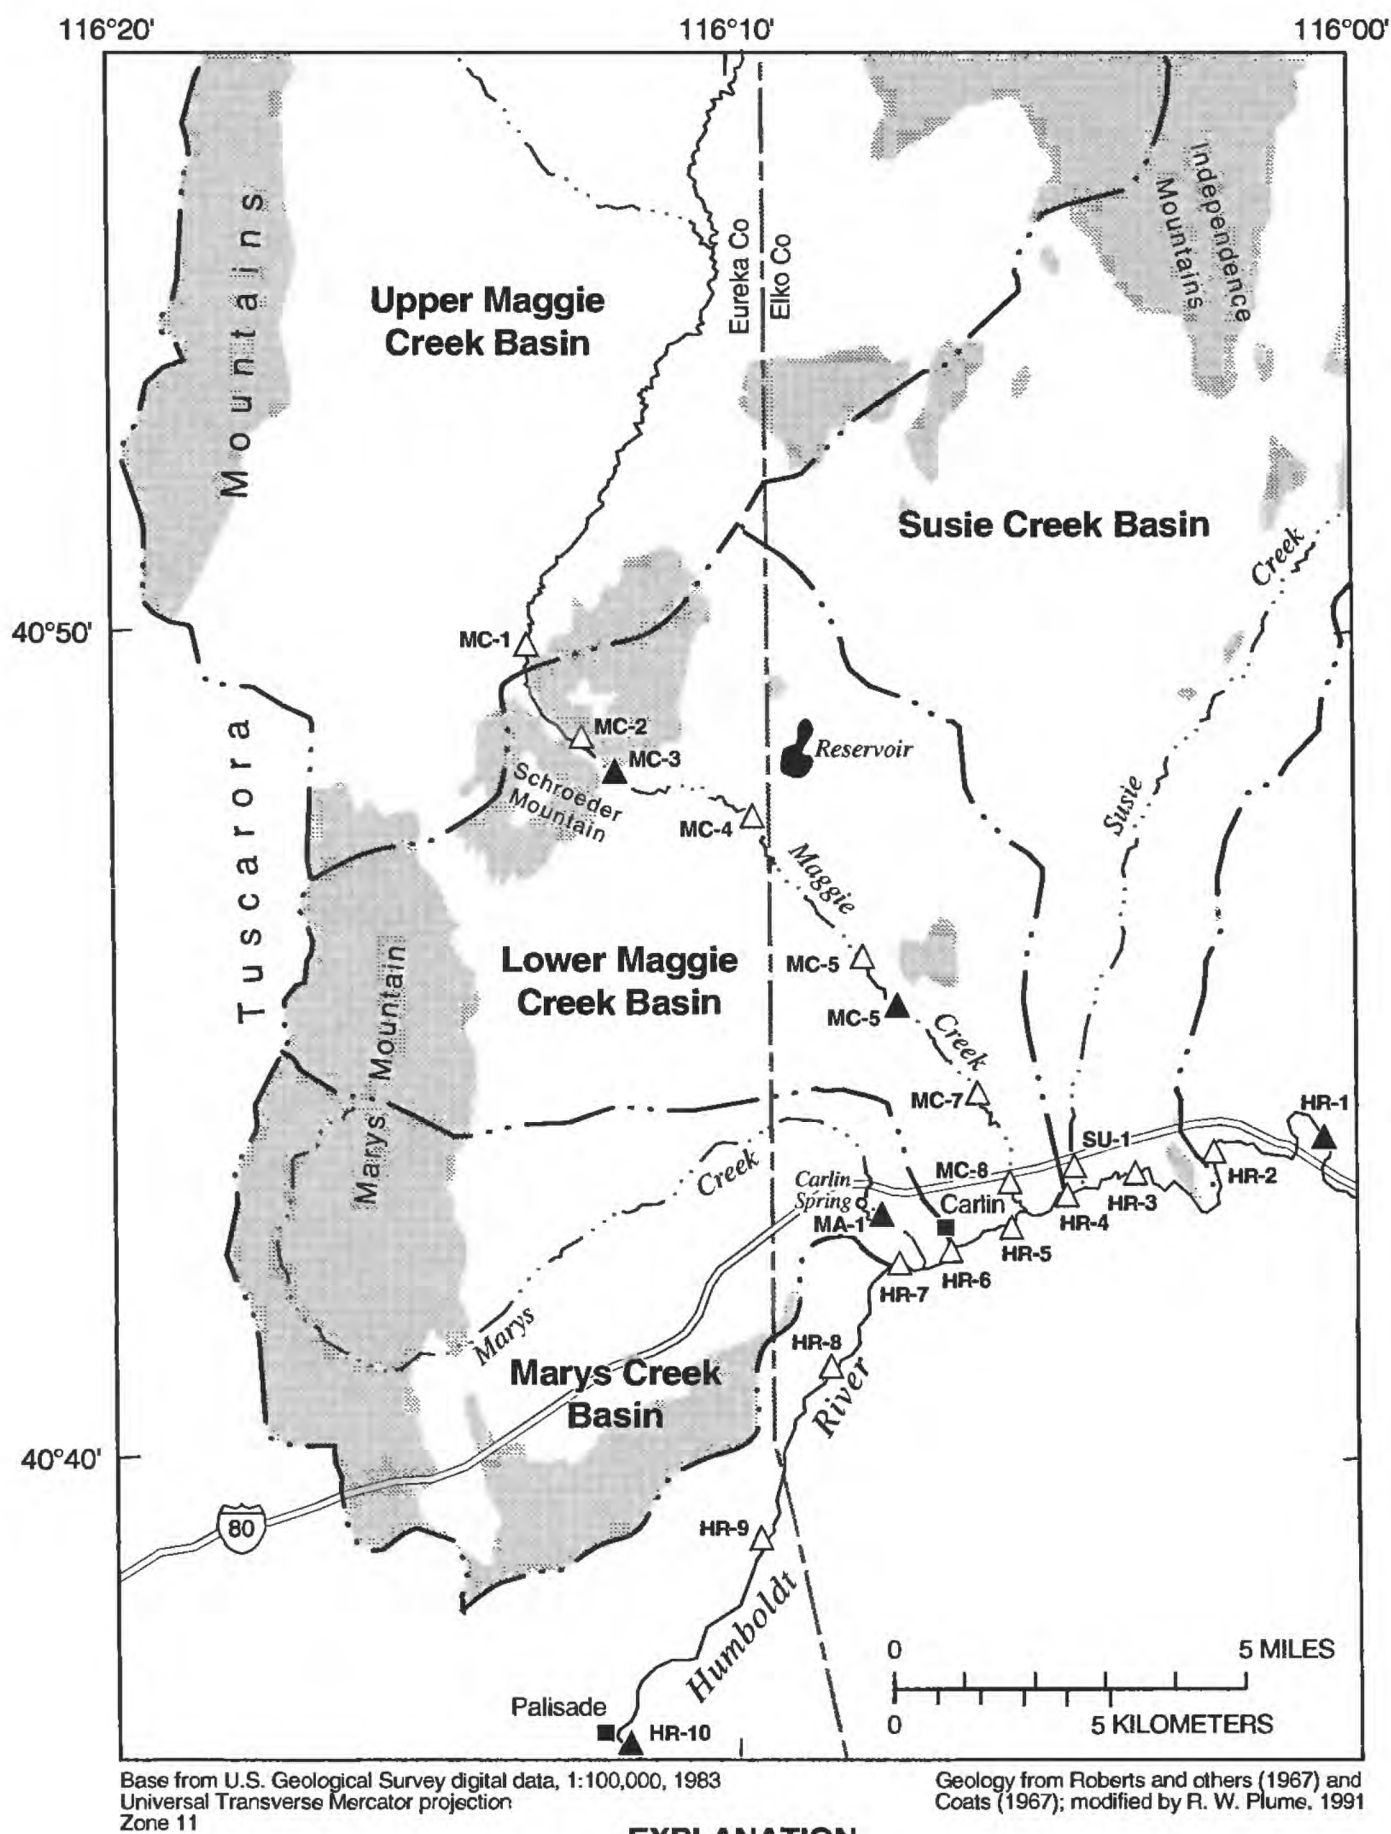 116°20'
116°10'
116°00'
Independence
Mountains
Mountains
Eureka Co
Elko Co
Upper Maggie
Creek Basin
Susie Creek Basin
Creek
40°50'
MC-1
MC-2
MC-3
Reservoir
Schroeder
Mountain
MC-4
Susie
Tuscarora
Maggie
Lower Maggie
Creek Basin
MC-5
MC-5
Creek
Marys Mountain
MC-7
HR-1
SU-1
MC-8
HR-2
Creek
Carlin
Spring
Carlin
HR-3
MA-1
HR-4
HR-5
HR-6
HR-7
Marys
HR-8
Marys Creek
Basin
River
40°40'
80
HR-9
Humboldt
0 5 MILES
0 5 KILOMETERS
Palisade
HR-10
Base from U.S. Geological Survey digital data, 1:100,000, 1983
Universal Transverse Mercator projection
Zone 11
Geology from Roberts and others (1967) and
Coats (1967); modified by R. W. Plume, 1991
EXPLANATION